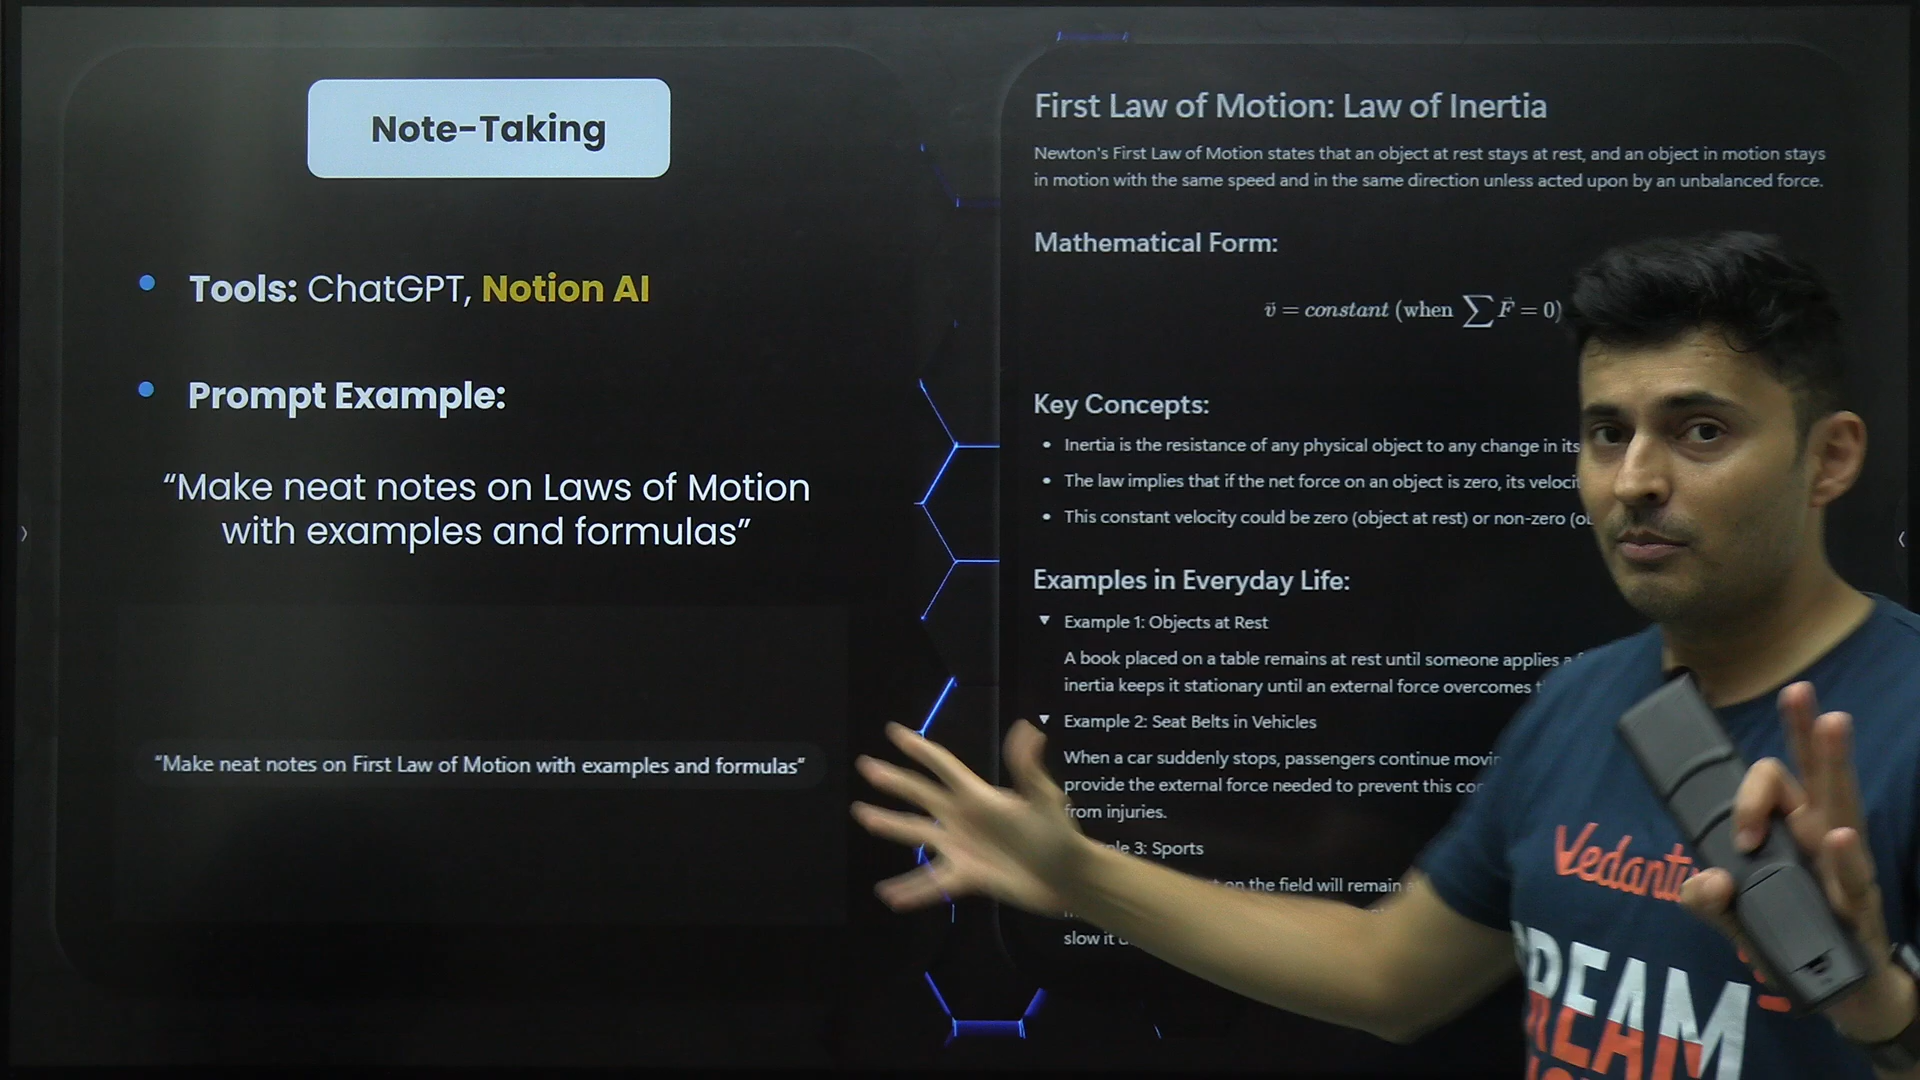 Note-Taking
Tools: ChatGPT, Notion AI
Prompt Example:
“Make neat notes on Laws of Motion
with examples and formulas”
"Make neat notes on First Law of Motion with examples and formulas"
First Law of Motion: Law of Inertia
Newton's First Law of Motion states that an object at rest stays at rest, and an object in motion stays
in motion with the same speed and in the same direction unless acted upon by an unbalanced force.
Mathematical Form:
v⃗ = constant (when ∑ F⃗ = 0)
Key Concepts:
Inertia is the resistance of any physical object to any change in its
The law implies that if the net force on an object is zero, its
This constant velocity could be zero (object at rest) or non-zero
Examples in Everyday Life:
Example 1: Objects at Rest
A book placed on a table remains at rest until someone applies a
inertia keeps it stationary until an external force overcomes
Example 2: Seat Belts in Vehicles
When a car suddenly stops, passengers continue
provide the external force needed to prevent this
from injuries.
3: Sports
on the field will remain
slow it
Vedantu
DREAM